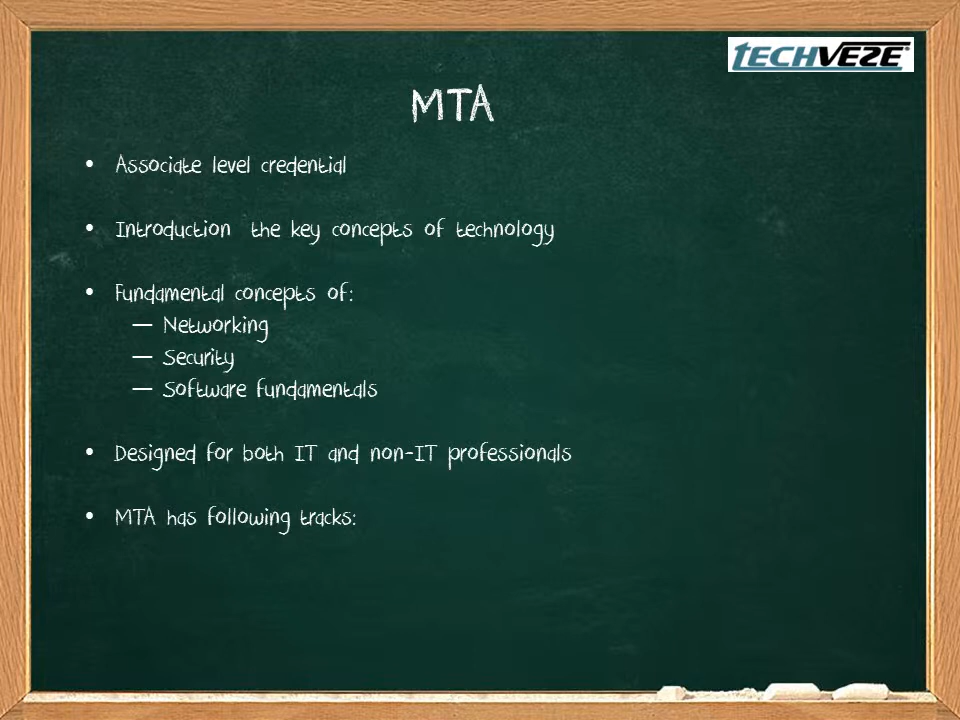 TECHVEZE
MTA
• Associate level credential
• Introduction  the key concepts of technology
• Fundamental concepts of:
— Networking
— Security
— Software fundamentals
• Designed for both IT and non-IT professionals
• MTA has following tracks: